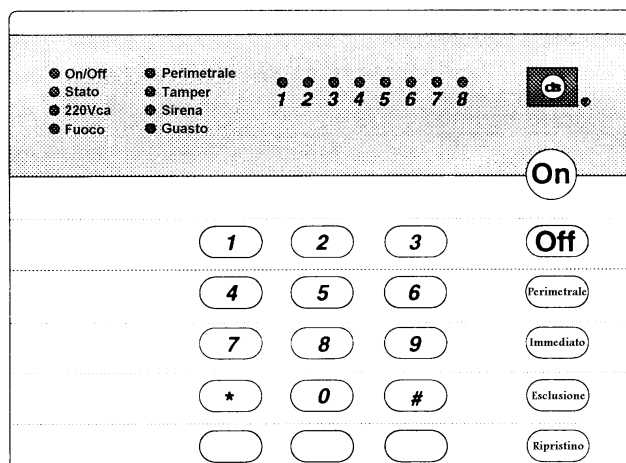 On/Off Perimetrale
Stato Tamper
220Vca Sirena
Fuoco Guasto
1 2 3 4 5 6 7 8
ds
On
1 2 3 Off
4 5 6 Perimetrale
7 8 9 Immediato
* 0 # Esclusione
Ripristino